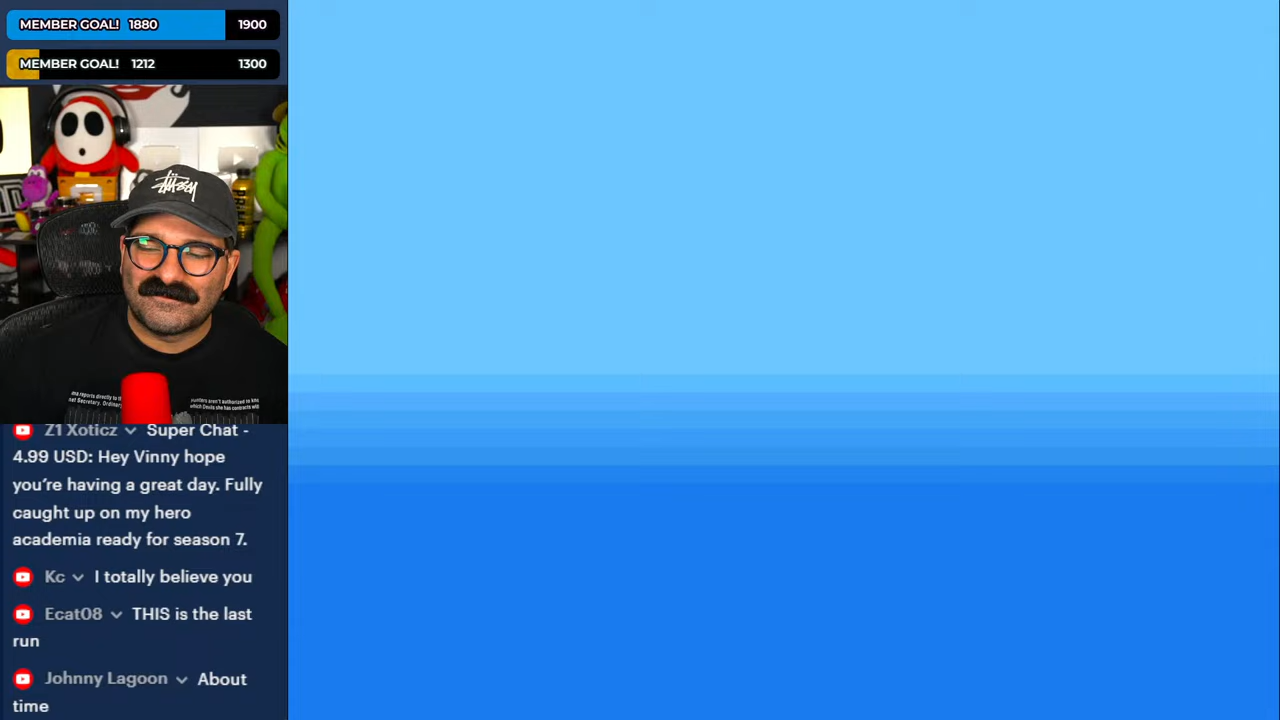 MEMBER GOAL! 1880 1900
MEMBER GOAL! 1212 1300
STÜSSY
Z1 Xoticz Super Chat -
4.99 USD: Hey Vinny hope
you're having a great day. Fully
caught up on my hero
academia ready for season 7.
Kc I totally believe you
Ecat08 THIS is the last
run
Johnny Lagoon About
time